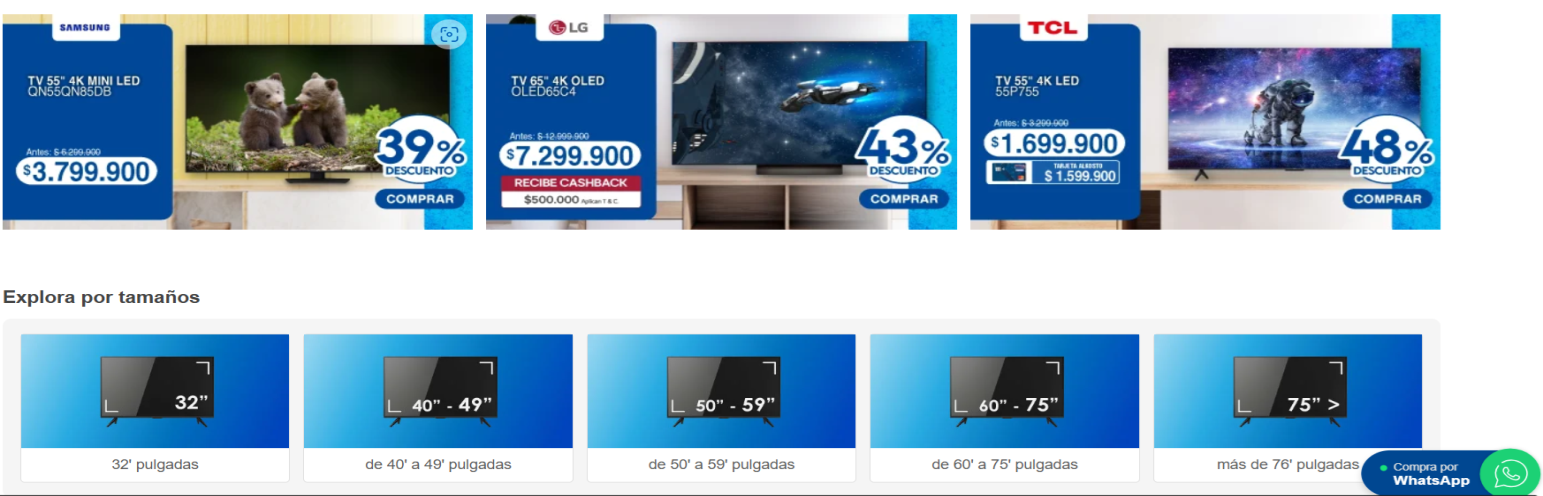 SAMSUNG
TV 55" 4K MINI LED
QN55QN85DB
Antes: $ 6.299.900
$3.799.900
39%
DESCUENTO
COMPRAR
LG
TV 65" 4K OLED
OLED65C4
Antes: $ 12.999.900
$7.299.900
RECIBE CASHBACK
$500.000 Aplican T & C.
43%
DESCUENTO
COMPRAR
TCL
TV 55" 4K LED
55P755
Antes: $ 3.299.900
$1.699.900
TARJETA ALKOSTO
$ 1.599.900
48%
DESCUENTO
COMPRAR
Explora por tamaños
32”
40” - 49”
50” - 59”
60” - 75”
75” >
32' pulgadas
de 40' a 49' pulgadas
de 50' a 59' pulgadas
de 60' a 75' pulgadas
más de 76' pulgadas
Compra por
WhatsApp